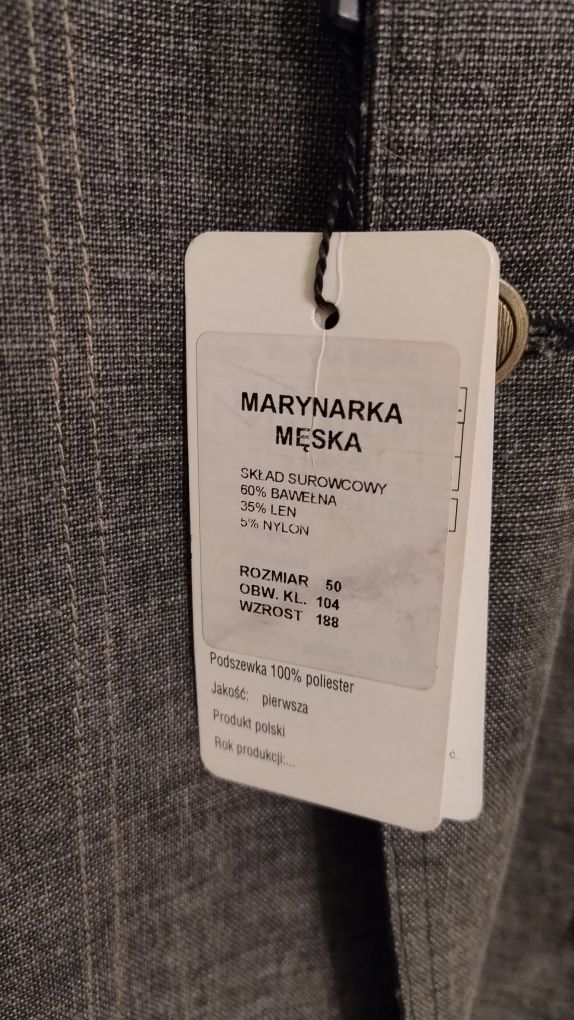 MARYNARKA
MĘSKA
SKŁAD SUROWCOWY
60% BAWEŁNA
35% LEN
5% NYLON
ROZMIAR 50
OBW. KL. 104
WZROST 188
Podszewka 100% poliester
Jakość: pierwsza
Produkt polski
Rok produkcji:...
ć.